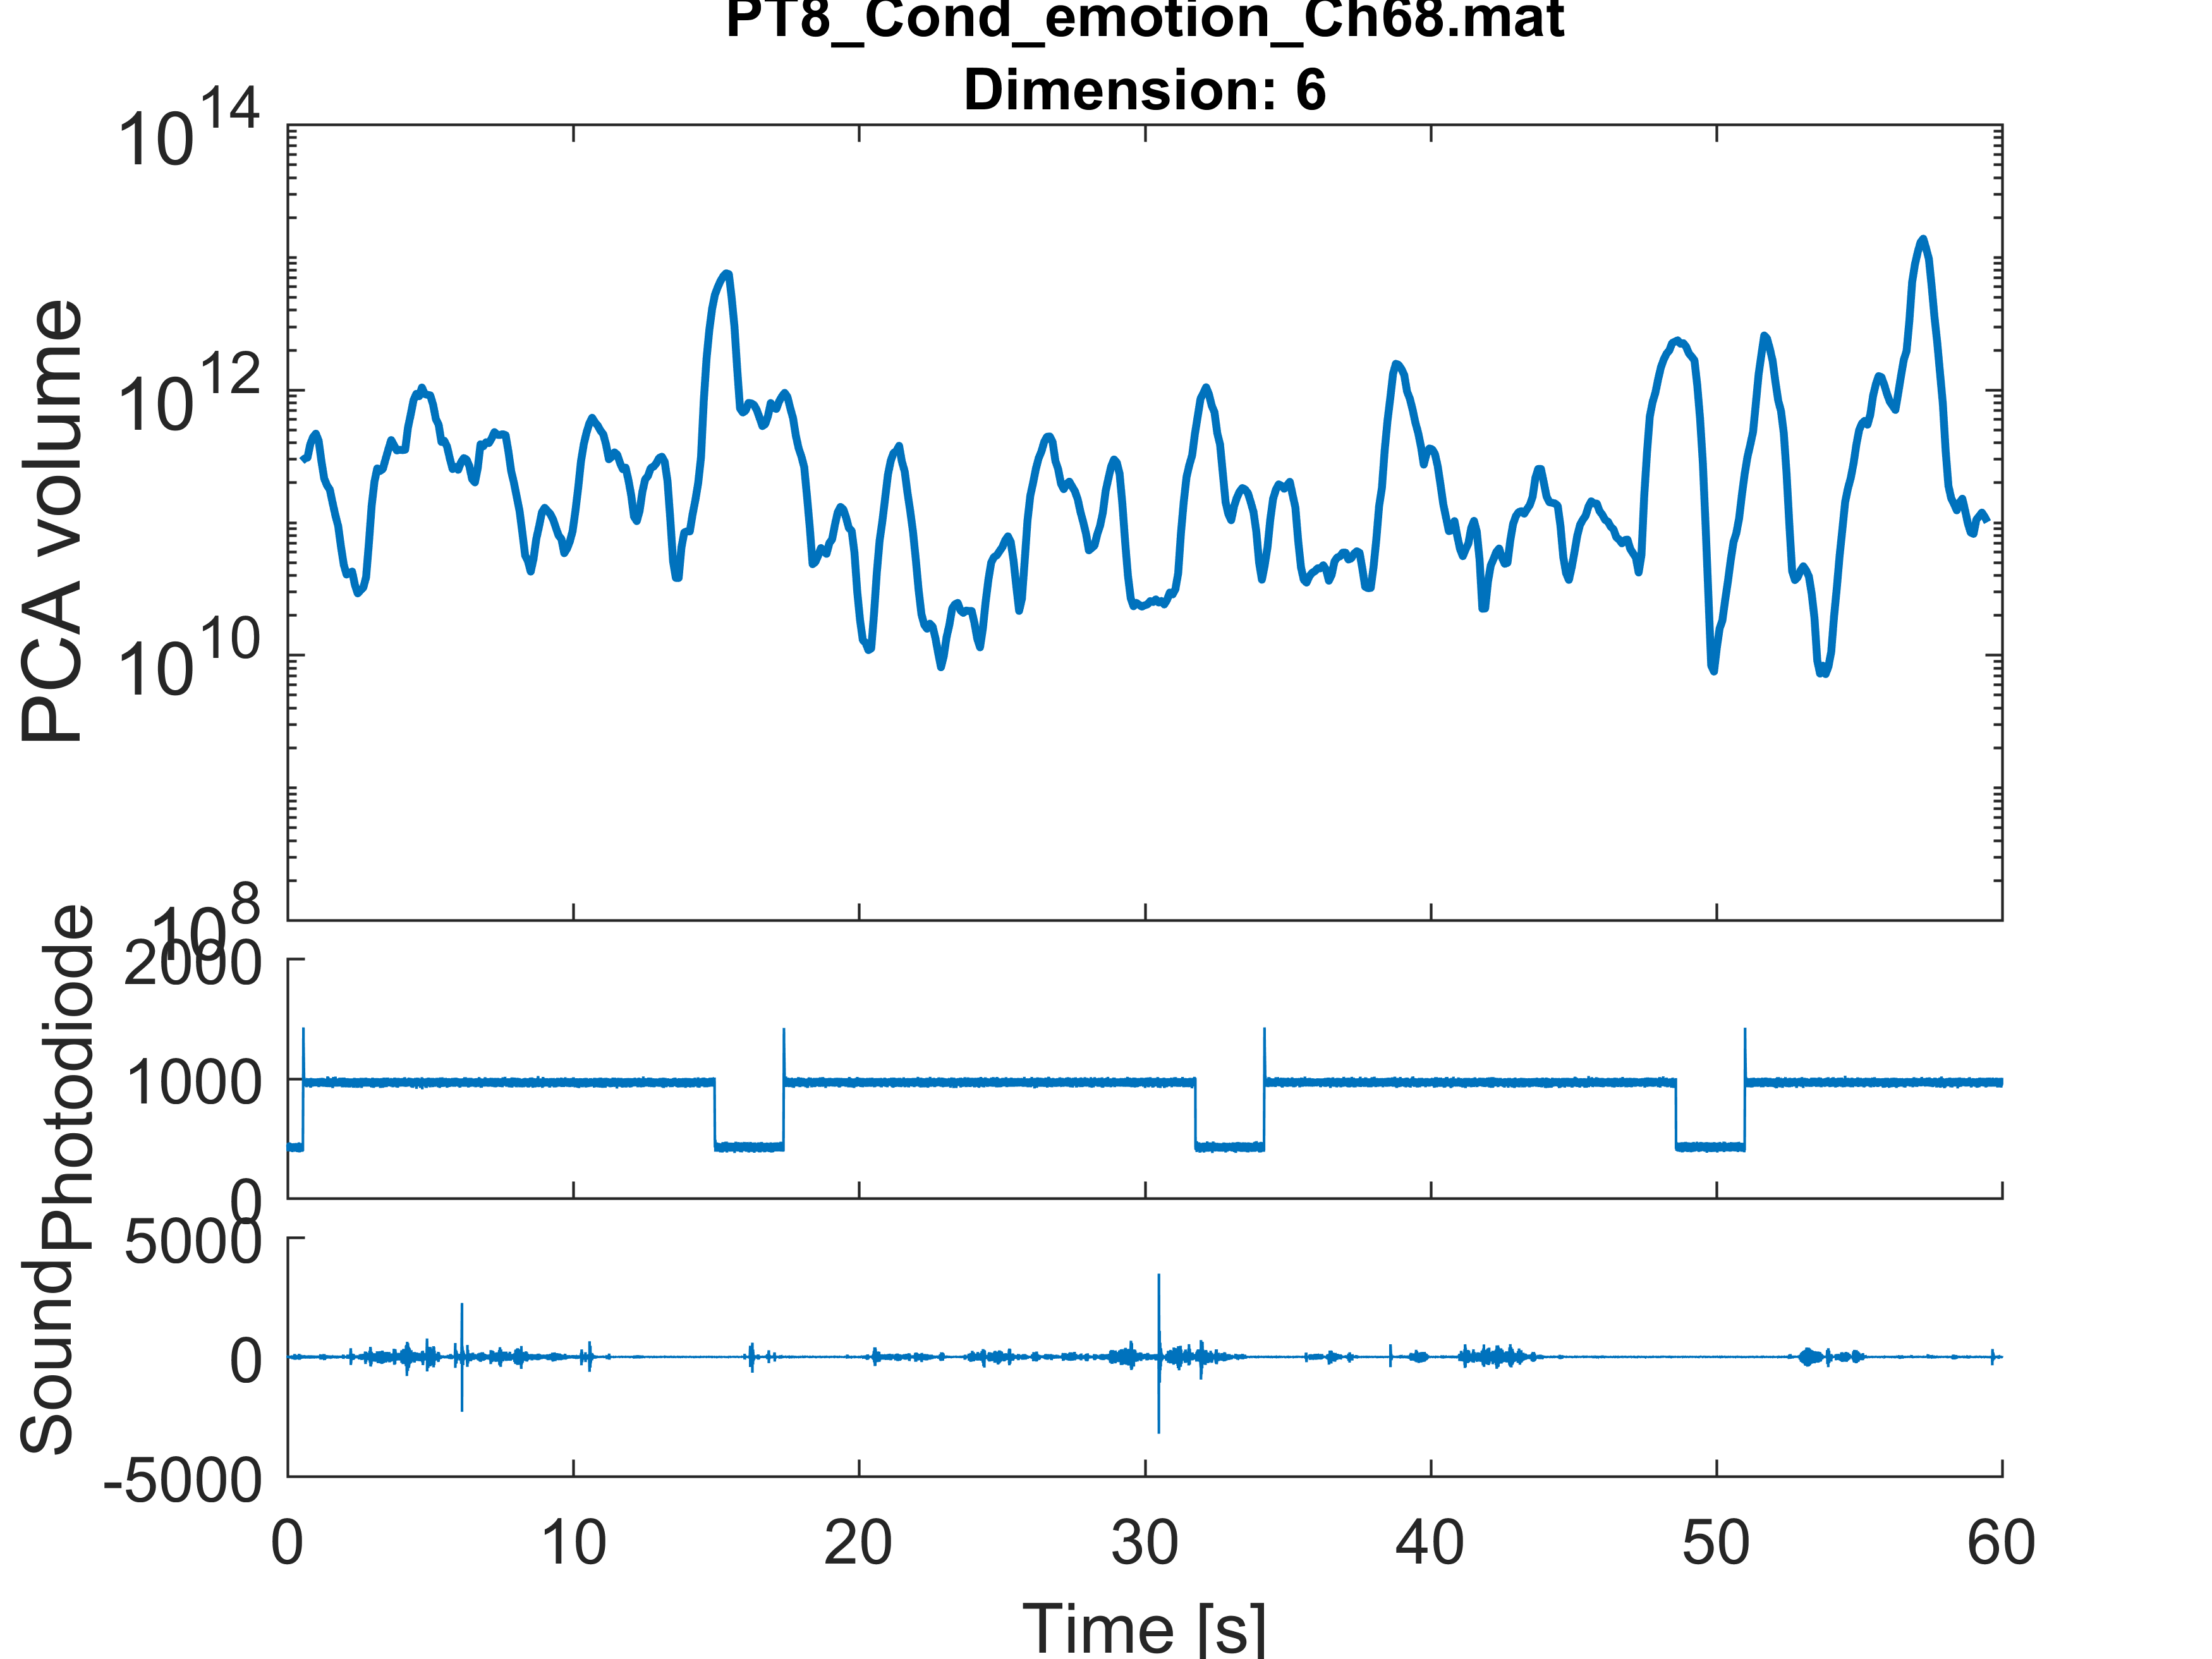 PT8_Cond_emotion_Ch68.mat
Dimension: 6
10^14
10^12
10^10
10^8
PCA volume
2000
1000
0
Photodiode
5000
0
-5000
Sound
0 10 20 30 40 50 60
Time [s]